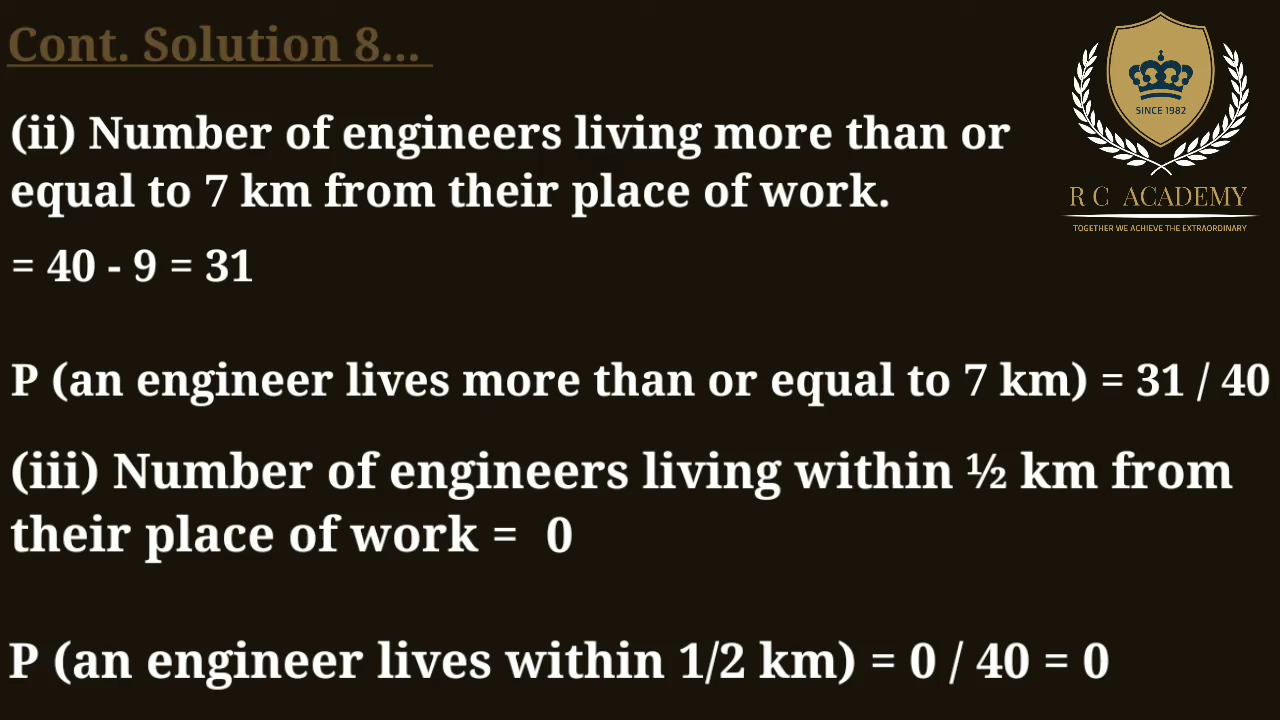 Cont. Solution 8...
(ii) Number of engineers living more than or
equal to 7 km from their place of work.
= 40 - 9 = 31
P (an engineer lives more than or equal to 7 km) = 31 / 40
(iii) Number of engineers living within ½ km from
their place of work = 0
P (an engineer lives within 1/2 km) = 0 / 40 = 0
SINCE 1982
R C ACADEMY
TOGETHER WE ACHIEVE THE EXTRAORDINARY